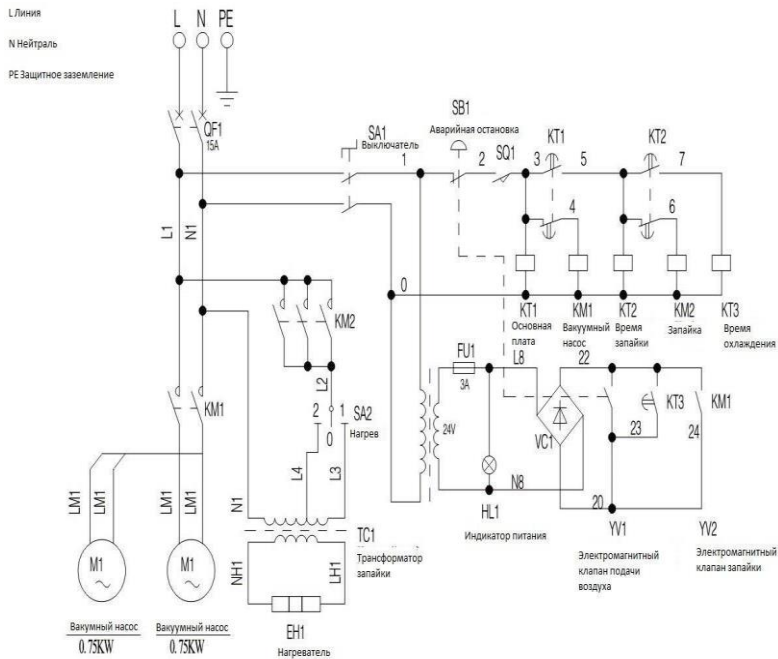 L Линия
N Нейтраль
PE Защитное заземление
L N PE
QF1
15A
SA1
Выключатель
1
SB1
Аварийная остановка
2
SQ1
3
KT1
5
4
KT2
7
6
L1
N1
0
KT1
Основная
плата
KM1
Вакуумный
насос
KT2
Время
запайки
KM2
Запайка
KT3
Время
охлаждения
KM2
L2
2
0
1
SA2
Нагрев
L4
L3
KM1
N1
LM1
LM1
LM1
LM1
M1
M1
Вакумный насос
0.75KW
Вакуумный насос
0.75KW
TC1
Трансформатор
запайки
NH1
LH1
EH1
Нагреватель
FU1
3A
L8
24V
HL1
Индикатор питания
N8
VC1
22
23
20
KT3
KM1
24
YV1
Электромагнитный
клапан подачи
воздуха
YV2
Электромагнитный
клапан запайки